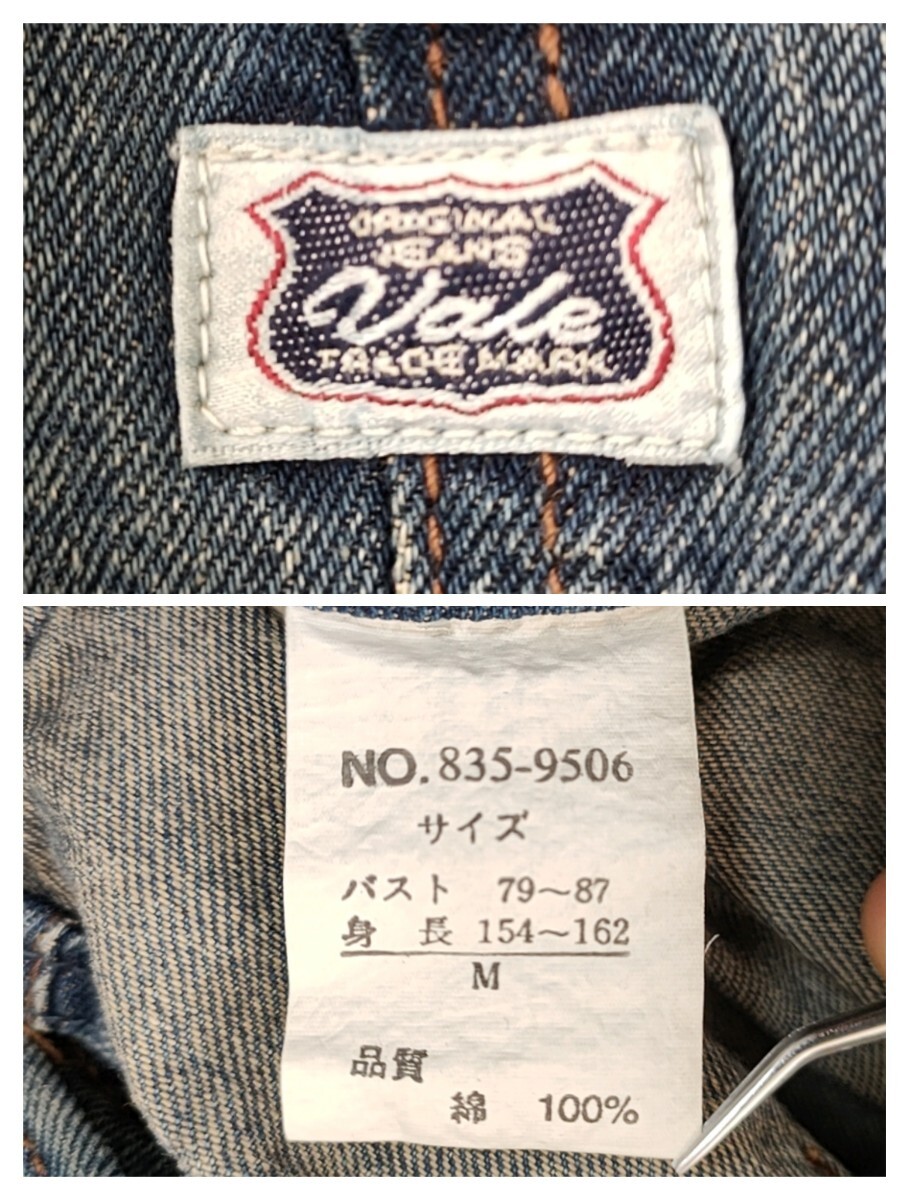 ORIGINAL
JEANS
Vale
TRADE MARK
NO. 835-9506
サイズ
バスト 79〜87
身 長 154〜162
M
品質
綿 100%